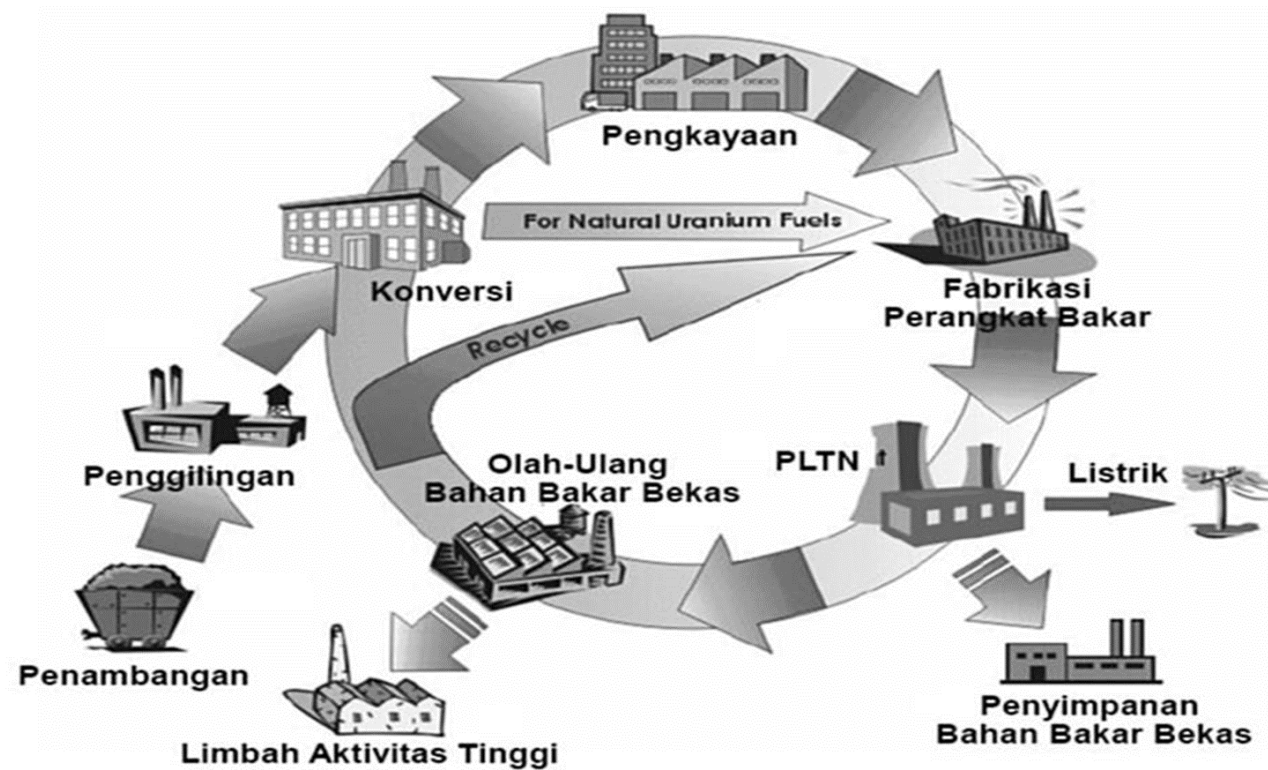 Pengkayaan
For Natural Uranium Fuels
Konversi
Fabrikasi
Perangkat Bakar
Recycle
Penggilingan
Olah-Ulang
Bahan Bakar Bekas
PLTN
Listrik
Penambangan
Limbah Aktivitas Tinggi
Penyimpanan
Bahan Bakar Bekas